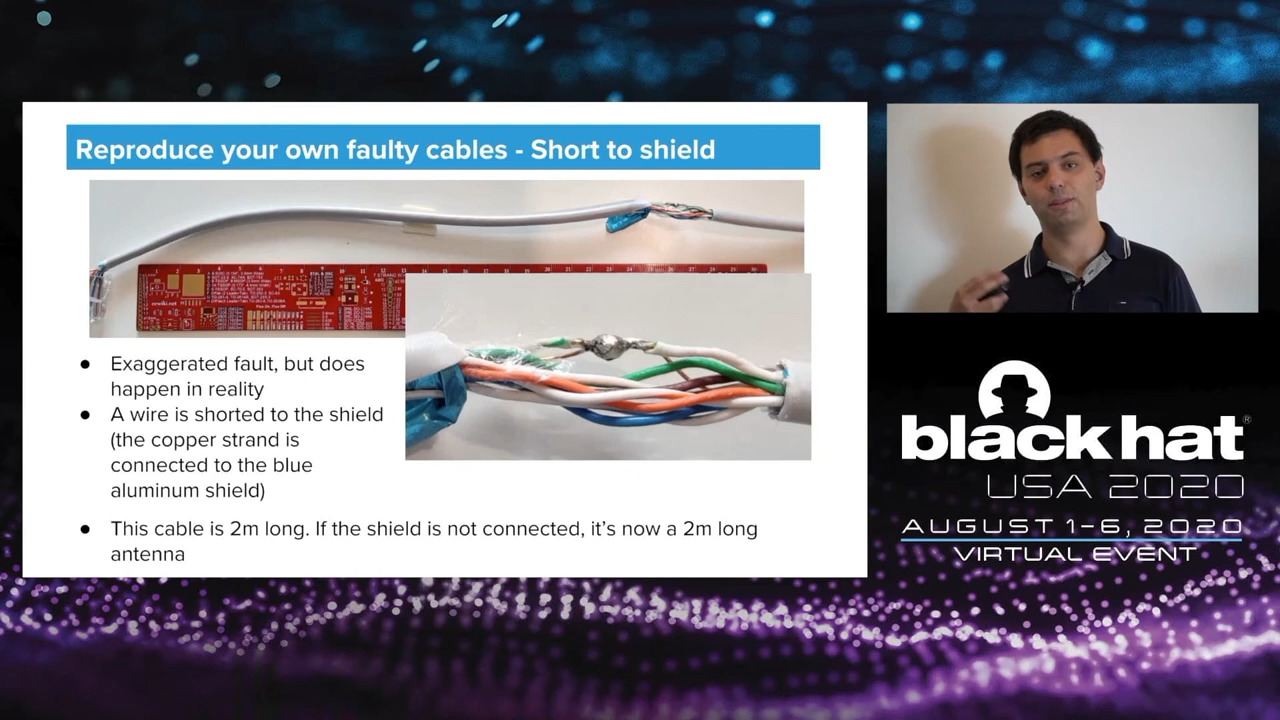 Reproduce your own faulty cables - Short to shield
● Exaggerated fault, but does
happen in reality
● A wire is shorted to the shield
(the copper strand is
connected to the blue
aluminum shield)
● This cable is 2m long. If the shield is not connected, it's now a 2m long
antenna
black hat®
USA 2020
AUGUST 1-6, 2020
VIRTUAL EVENT